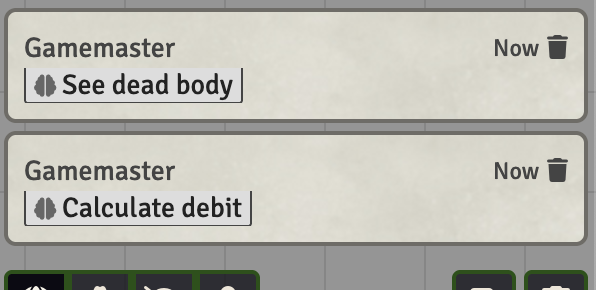 Gamemaster
Now
See dead body
Gamemaster
Now
Calculate debit